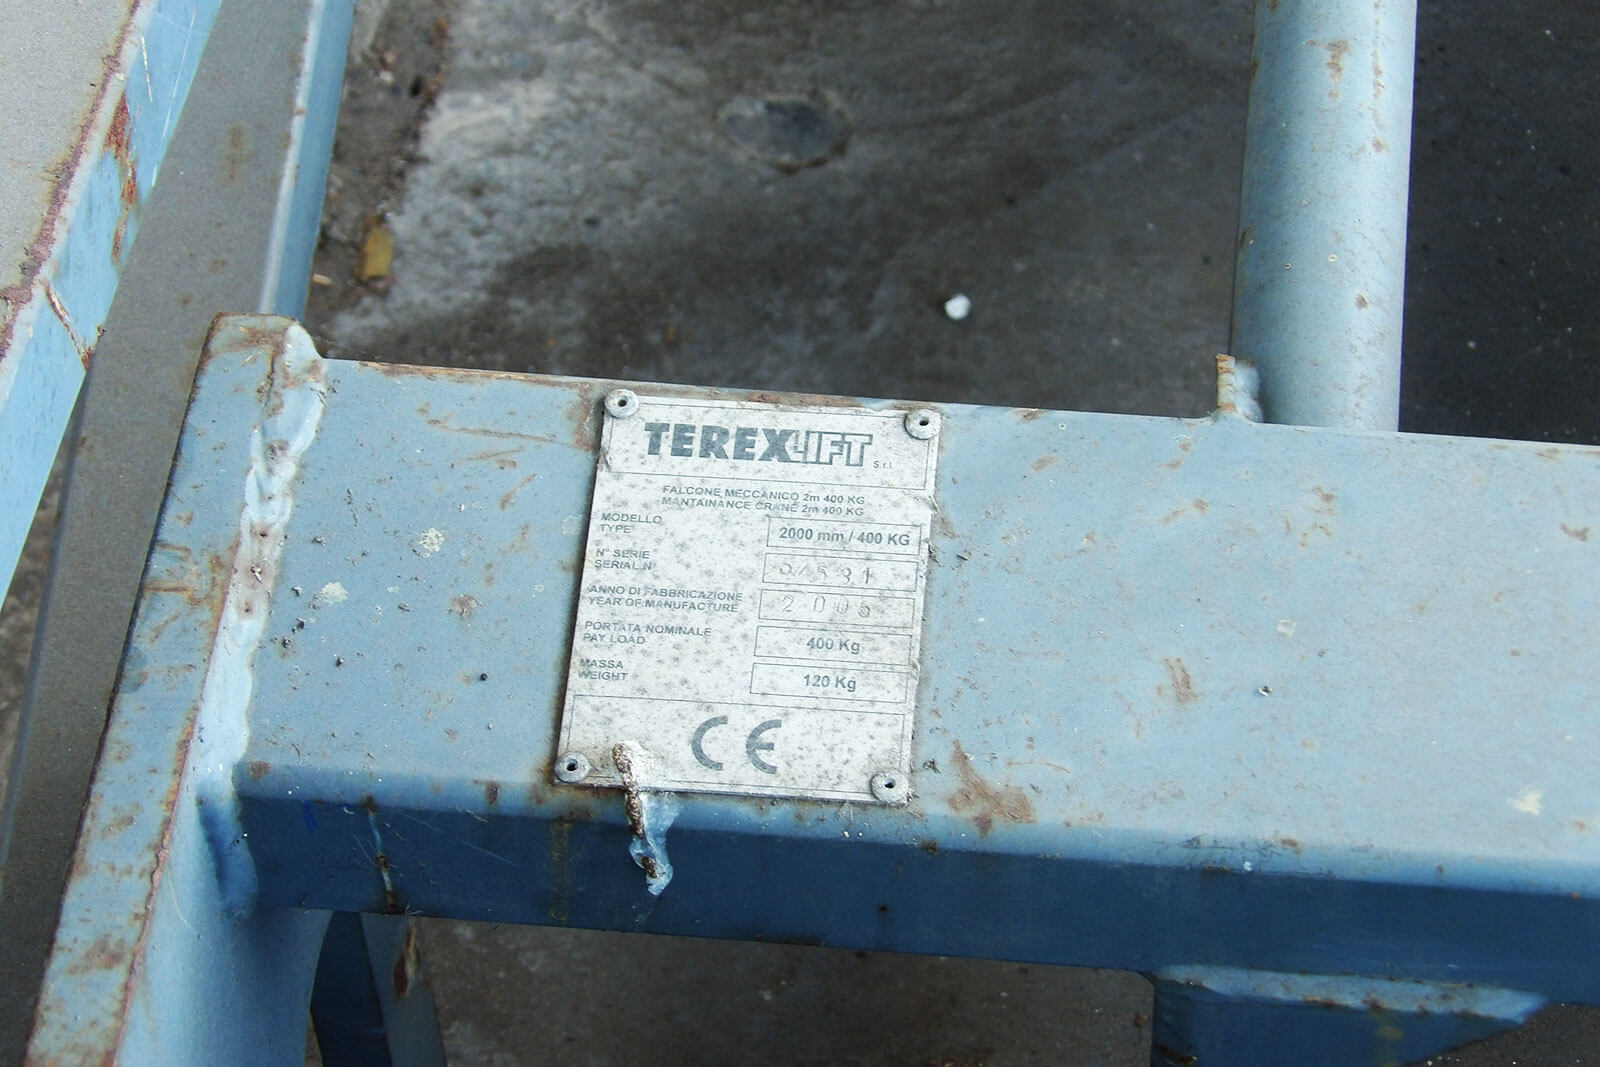 TEREXLIFT S.r.l.
FALCONE MECCANICO 2m 400 KG
MANTAINANCE CRANE 2m 400 KG
MODELLO
TYPE
2000 mm / 400 KG
N° SERIE
SERIAL N°
ANNO DI FABBRICAZIONE
YEAR OF MANUFACTURE
PORTATA NOMINALE
PAY LOAD
400 Kg
MASSA
WEIGHT
120 Kg
CE